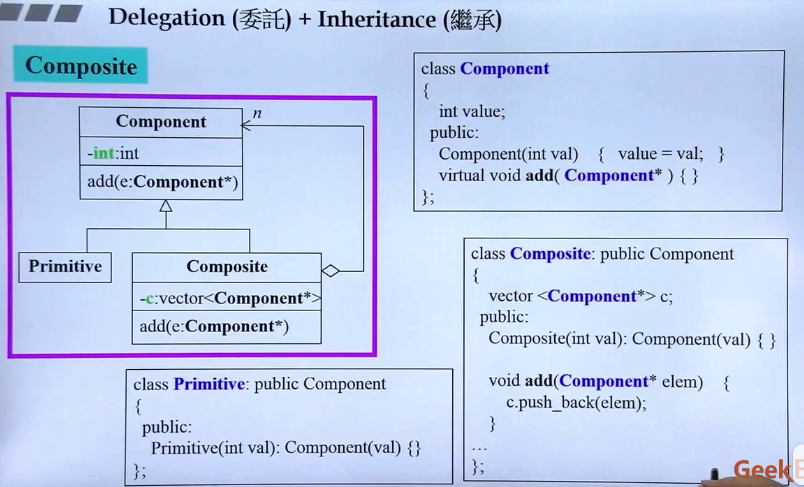 Delegation (委託) + Inheritance (繼承)
Composite
Component
n
-int:int
add(e:Component*)
Primitive
Composite
-c:vector<Component*>
add(e:Component*)
class Component
{
int value;
public:
Component(int val) { value = val; }
virtual void add( Component* ) { }
};
class Composite: public Component
{
vector <Component*> c;
public:
Composite(int val): Component(val) { }
void add(Component* elem) {
c.push_back(elem);
}
...
};
class Primitive: public Component
{
public:
Primitive(int val): Component(val) {}
};
Geek